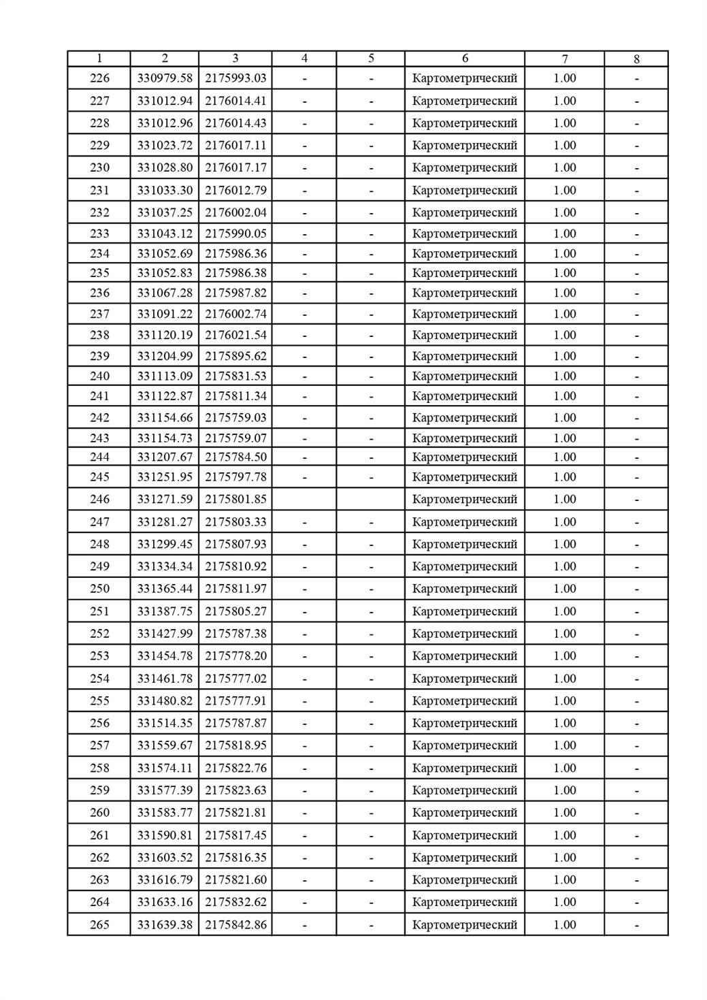 1 2 3 4 5 6 7 8
226 330979.58 2175993.03 - - Картометрический 1.00 -
227 331012.94 2176014.41 - - Картометрический 1.00 -
228 331012.96 2176014.43 - - Картометрический 1.00 -
229 331023.72 2176017.11 - - Картометрический 1.00 -
230 331028.80 2176017.17 - - Картометрический 1.00 -
231 331033.30 2176012.79 - - Картометрический 1.00 -
232 331037.25 2176002.04 - - Картометрический 1.00 -
233 331043.12 2175990.05 - - Картометрический 1.00 -
234 331052.69 2175986.36 - - Картометрический 1.00 -
235 331052.83 2175986.38 - - Картометрический 1.00 -
236 331067.28 2175987.82 - - Картометрический 1.00 -
237 331091.22 2176002.74 - - Картометрический 1.00 -
238 331120.19 2176021.54 - - Картометрический 1.00 -
239 331204.99 2175895.62 - - Картометрический 1.00 -
240 331113.09 2175831.53 - - Картометрический 1.00 -
241 331122.87 2175811.34 - - Картометрический 1.00 -
242 331154.66 2175759.03 - - Картометрический 1.00 -
243 331154.73 2175759.07 - - Картометрический 1.00 -
244 331207.67 2175784.50 - - Картометрический 1.00 -
245 331251.95 2175797.78 - - Картометрический 1.00 -
246 331271.59 2175801.85 Картометрический 1.00 -
247 331281.27 2175803.33 - - Картометрический 1.00 -
248 331299.45 2175807.93 - - Картометрический 1.00 -
249 331334.34 2175810.92 - - Картометрический 1.00 -
250 331365.44 2175811.97 - - Картометрический 1.00 -
251 331387.75 2175805.27 - - Картометрический 1.00 -
252 331427.99 2175787.38 - - Картометрический 1.00 -
253 331454.78 2175778.20 - - Картометрический 1.00 -
254 331461.78 2175777.02 - - Картометрический 1.00 -
255 331480.82 2175777.91 - - Картометрический 1.00 -
256 331514.35 2175787.87 - - Картометрический 1.00 -
257 331559.67 2175818.95 - - Картометрический 1.00 -
258 331574.11 2175822.76 - - Картометрический 1.00 -
259 331577.39 2175823.63 - - Картометрический 1.00 -
260 331583.77 2175821.81 - - Картометрический 1.00 -
261 331590.81 2175817.45 - - Картометрический 1.00 -
262 331603.52 2175816.35 - - Картометрический 1.00 -
263 331616.79 2175821.60 - - Картометрический 1.00 -
264 331633.16 2175832.62 - - Картометрический 1.00 -
265 331639.38 2175842.86 - - Картометрический 1.00 -